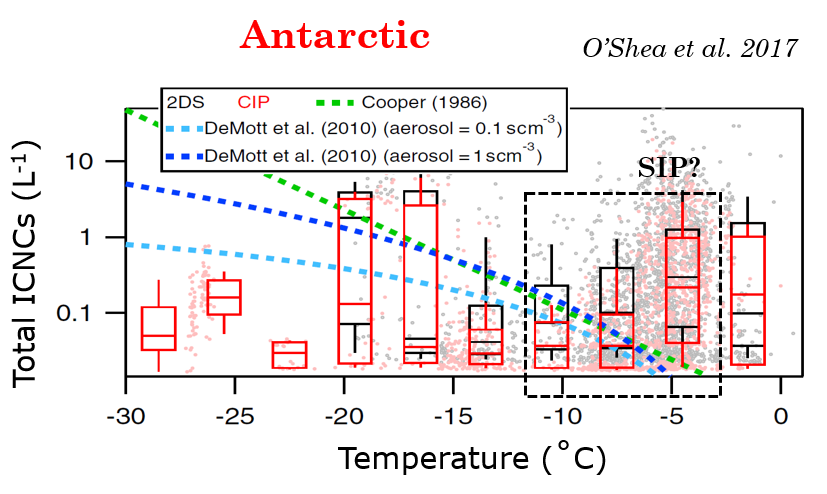 Antarctic
O'Shea et al. 2017
2DS CIP Cooper (1986)
DeMott et al. (2010) (aerosol = 0.1 scm⁻³)
DeMott et al. (2010) (aerosol = 1 scm⁻³)
SIP?
Total ICNCs (L⁻¹)
10
1
0.1
-30 -25 -20 -15 -10 -5 0
Temperature (˚C)